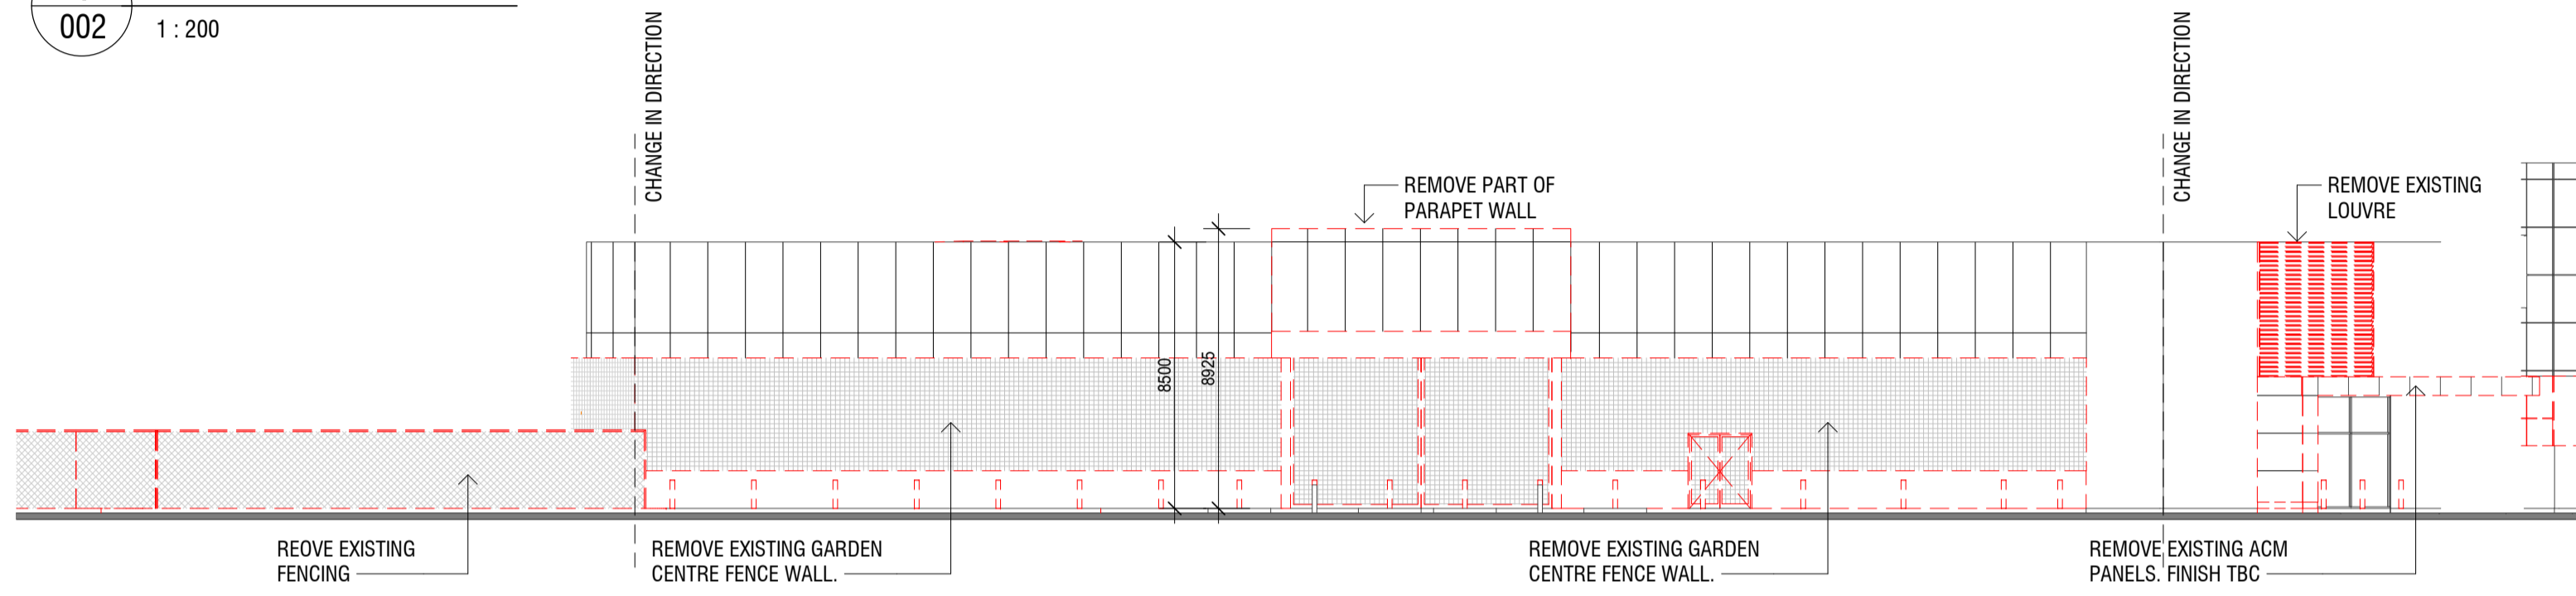 002
1 : 200
CHANGE IN DIRECTION
CHANGE IN DIRECTION
REMOVE PART OF
PARAPET WALL
REMOVE EXISTING
LOUVRE
8500
8925
REOVE EXISTING
FENCING
REMOVE EXISTING GARDEN
CENTRE FENCE WALL.
REMOVE EXISTING GARDEN
CENTRE FENCE WALL.
REMOVE EXISTING ACM
PANELS. FINISH TBC